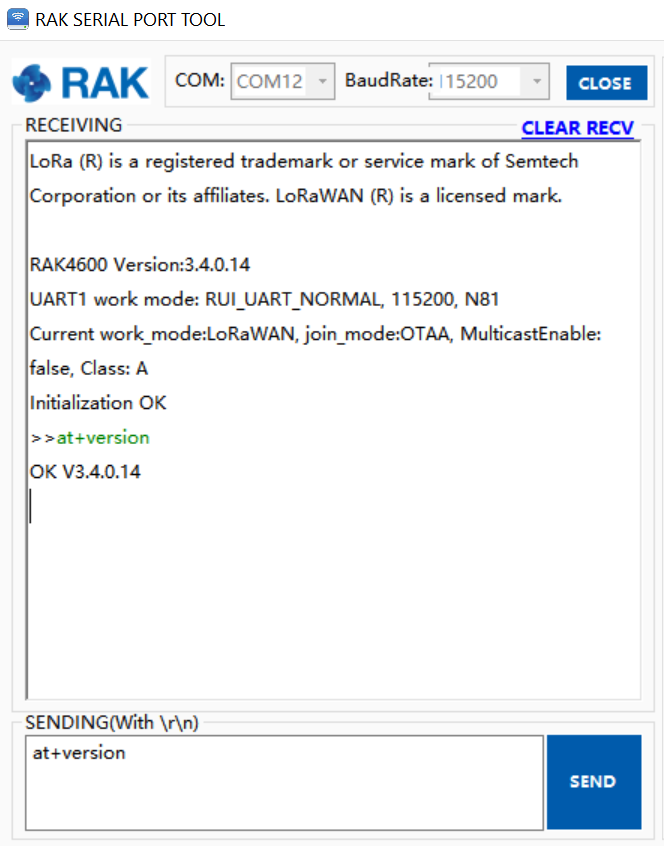 RAK SERIAL PORT TOOL
RAK COM: COM12 BaudRate: 115200 CLOSE
RECEIVING CLEAR RECV
LoRa (R) is a registered trademark or service mark of Semtech
Corporation or its affiliates. LoRaWAN (R) is a licensed mark.
RAK4600 Version:3.4.0.14
UART1 work mode: RUI_UART_NORMAL, 115200, N81
Current work_mode:LoRaWAN, join_mode:OTAA, MulticastEnable:
false, Class: A
Initialization OK
>>at+version
OK V3.4.0.14
SENDING(With \r\n)
at+version
SEND